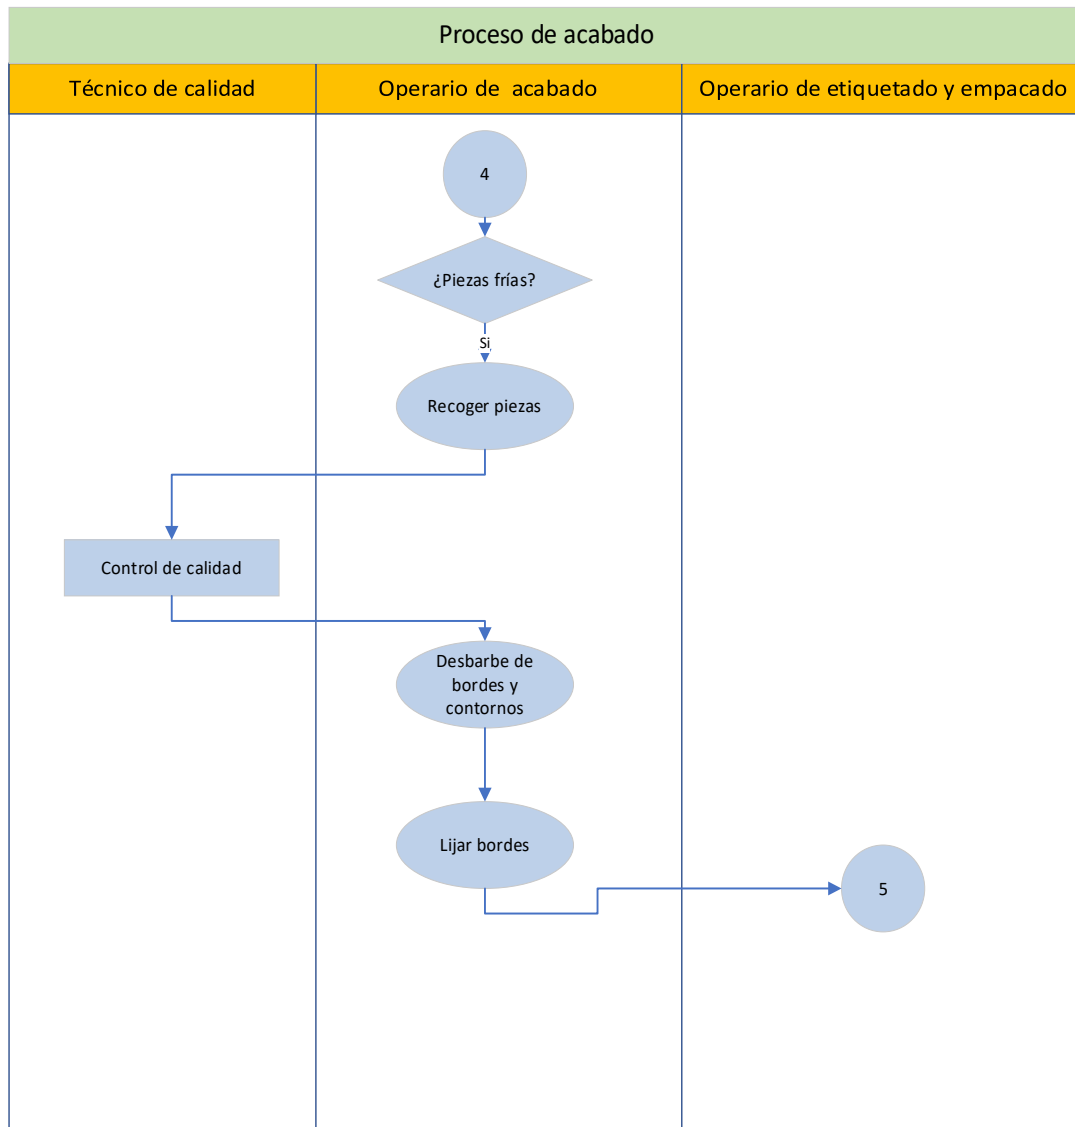 Proceso de acabado
Técnico de calidad
Operario de acabado
Operario de etiquetado y empacado
4
¿Piezas frías?
Si
Recoger piezas
Control de calidad
Desbarbe de
bordes y
contornos
Lijar bordes
5